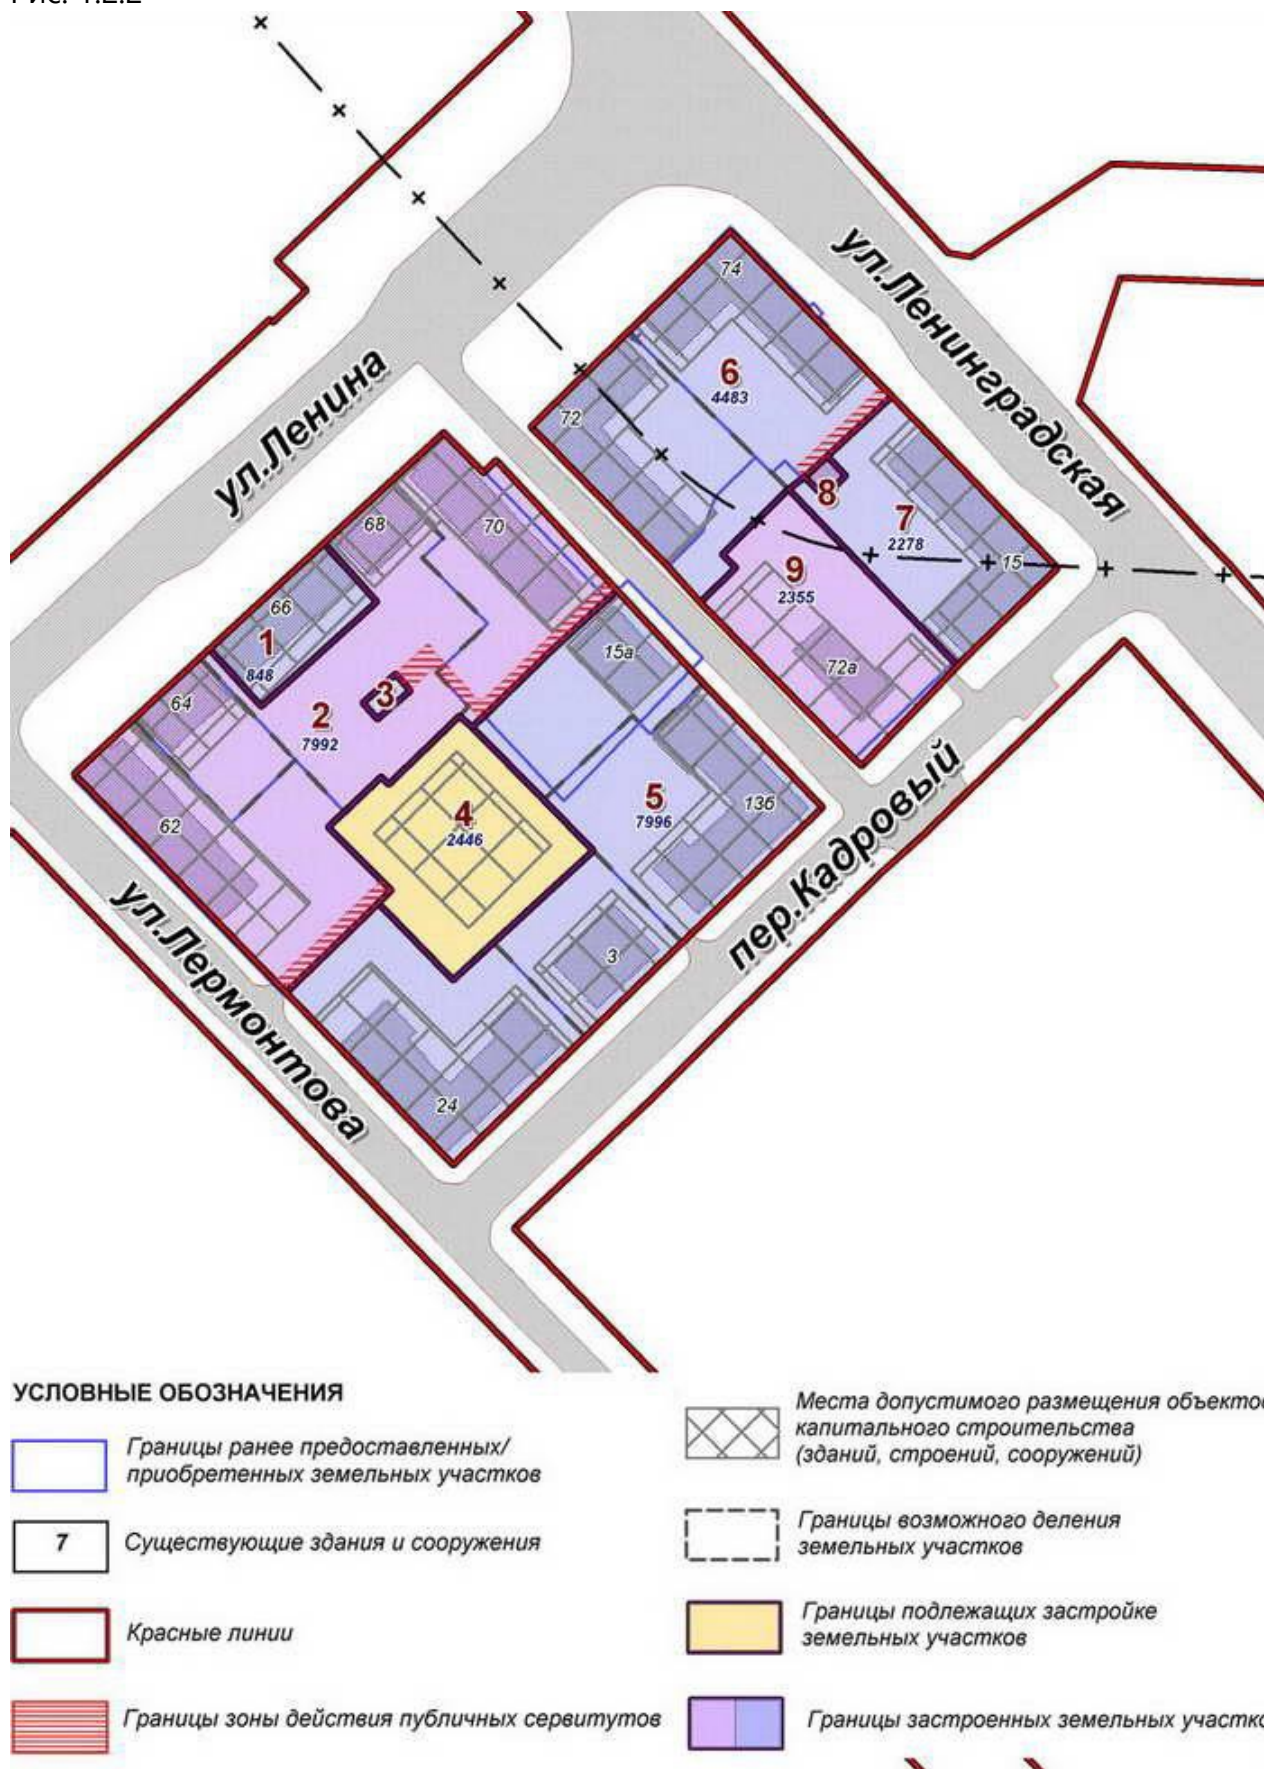 Рис. 1.2.2
74
ул.Ленинградская
6
4483
ул.Ленина
72
8
7
2278
15
68
70
9
2355
66
1
848
15а
72а
64
3
2
7992
62
4
2446
5
7996
13б
пер.Кадровый
ул.Лермонтова
3
24
УСЛОВНЫЕ ОБОЗНАЧЕНИЯ
Границы ранее предоставленных/
приобретенных земельных участков
7
Существующие здания и сооружения
Красные линии
Границы зоны действия публичных сервитутов
Места допустимого размещения объектов
капитального строительства
(зданий, строений, сооружений)
Границы возможного деления
земельных участков
Границы подлежащих застройке
земельных участков
Границы застроенных земельных участко